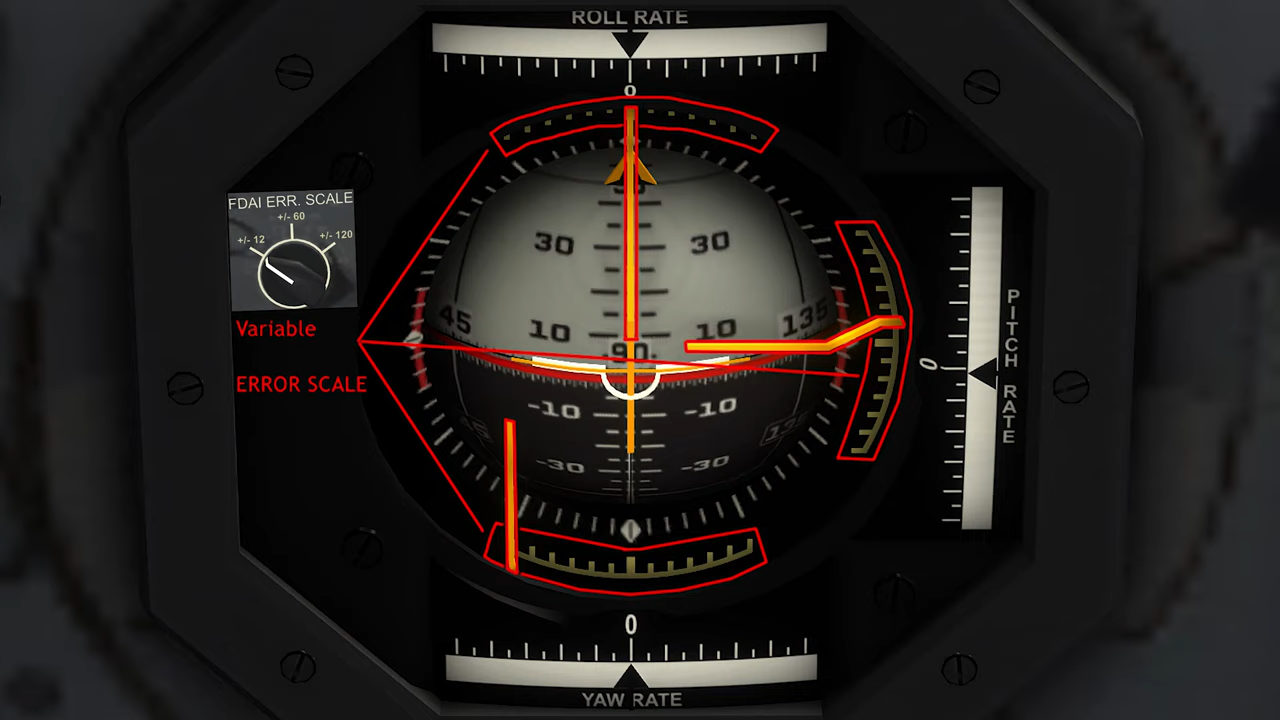 ROLL RATE
0
FDAI ERR. SCALE
+/- 60
+/- 12
+/- 120
30 30
Variable
45 135
10 10
90
ERROR SCALE
0
PITCH RATE
-10 -10
-30 -30
0
YAW RATE